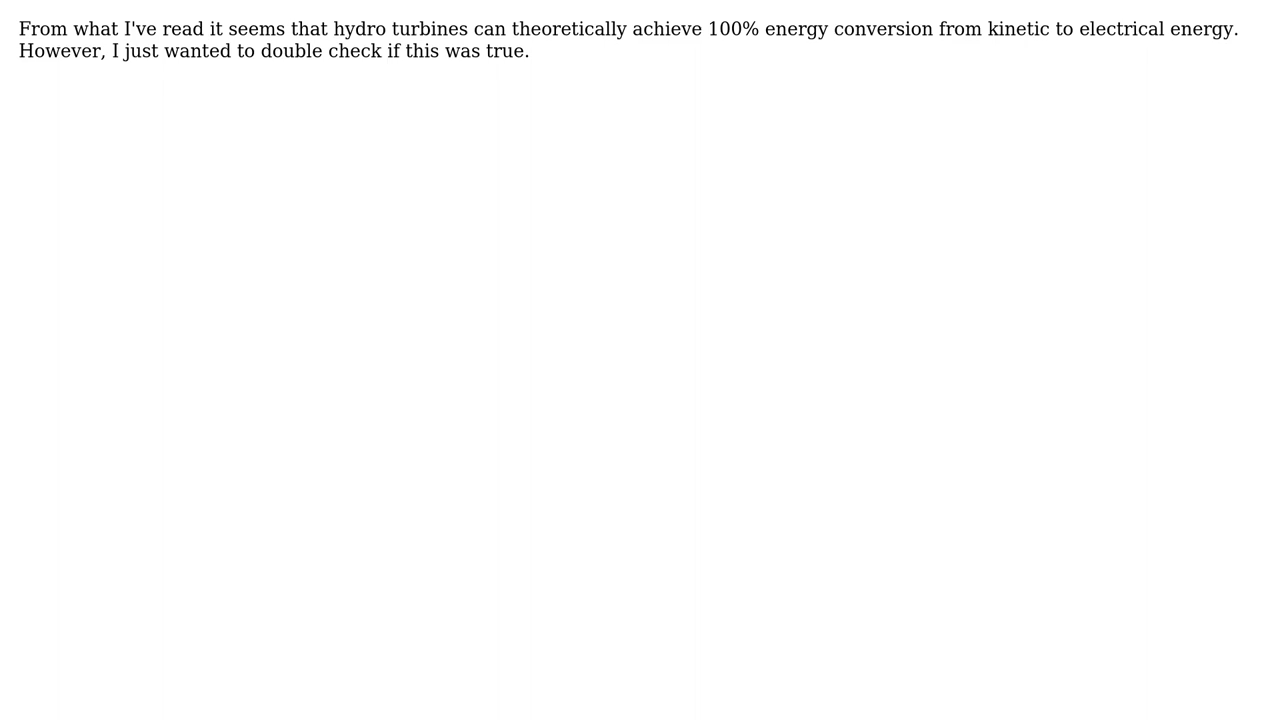 From what I've read it seems that hydro turbines can theoretically achieve 100% energy conversion from kinetic to electrical energy.
However, I just wanted to double check if this was true.